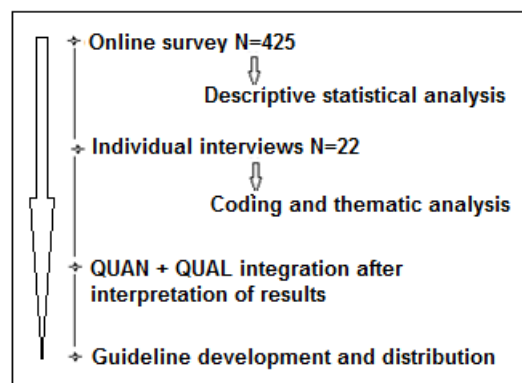 Online survey N=425
Descriptive statistical analysis
Individual interviews N=22
Coding and thematic analysis
QUAN + QUAL integration after
interpretation of results
Guideline development and distribution